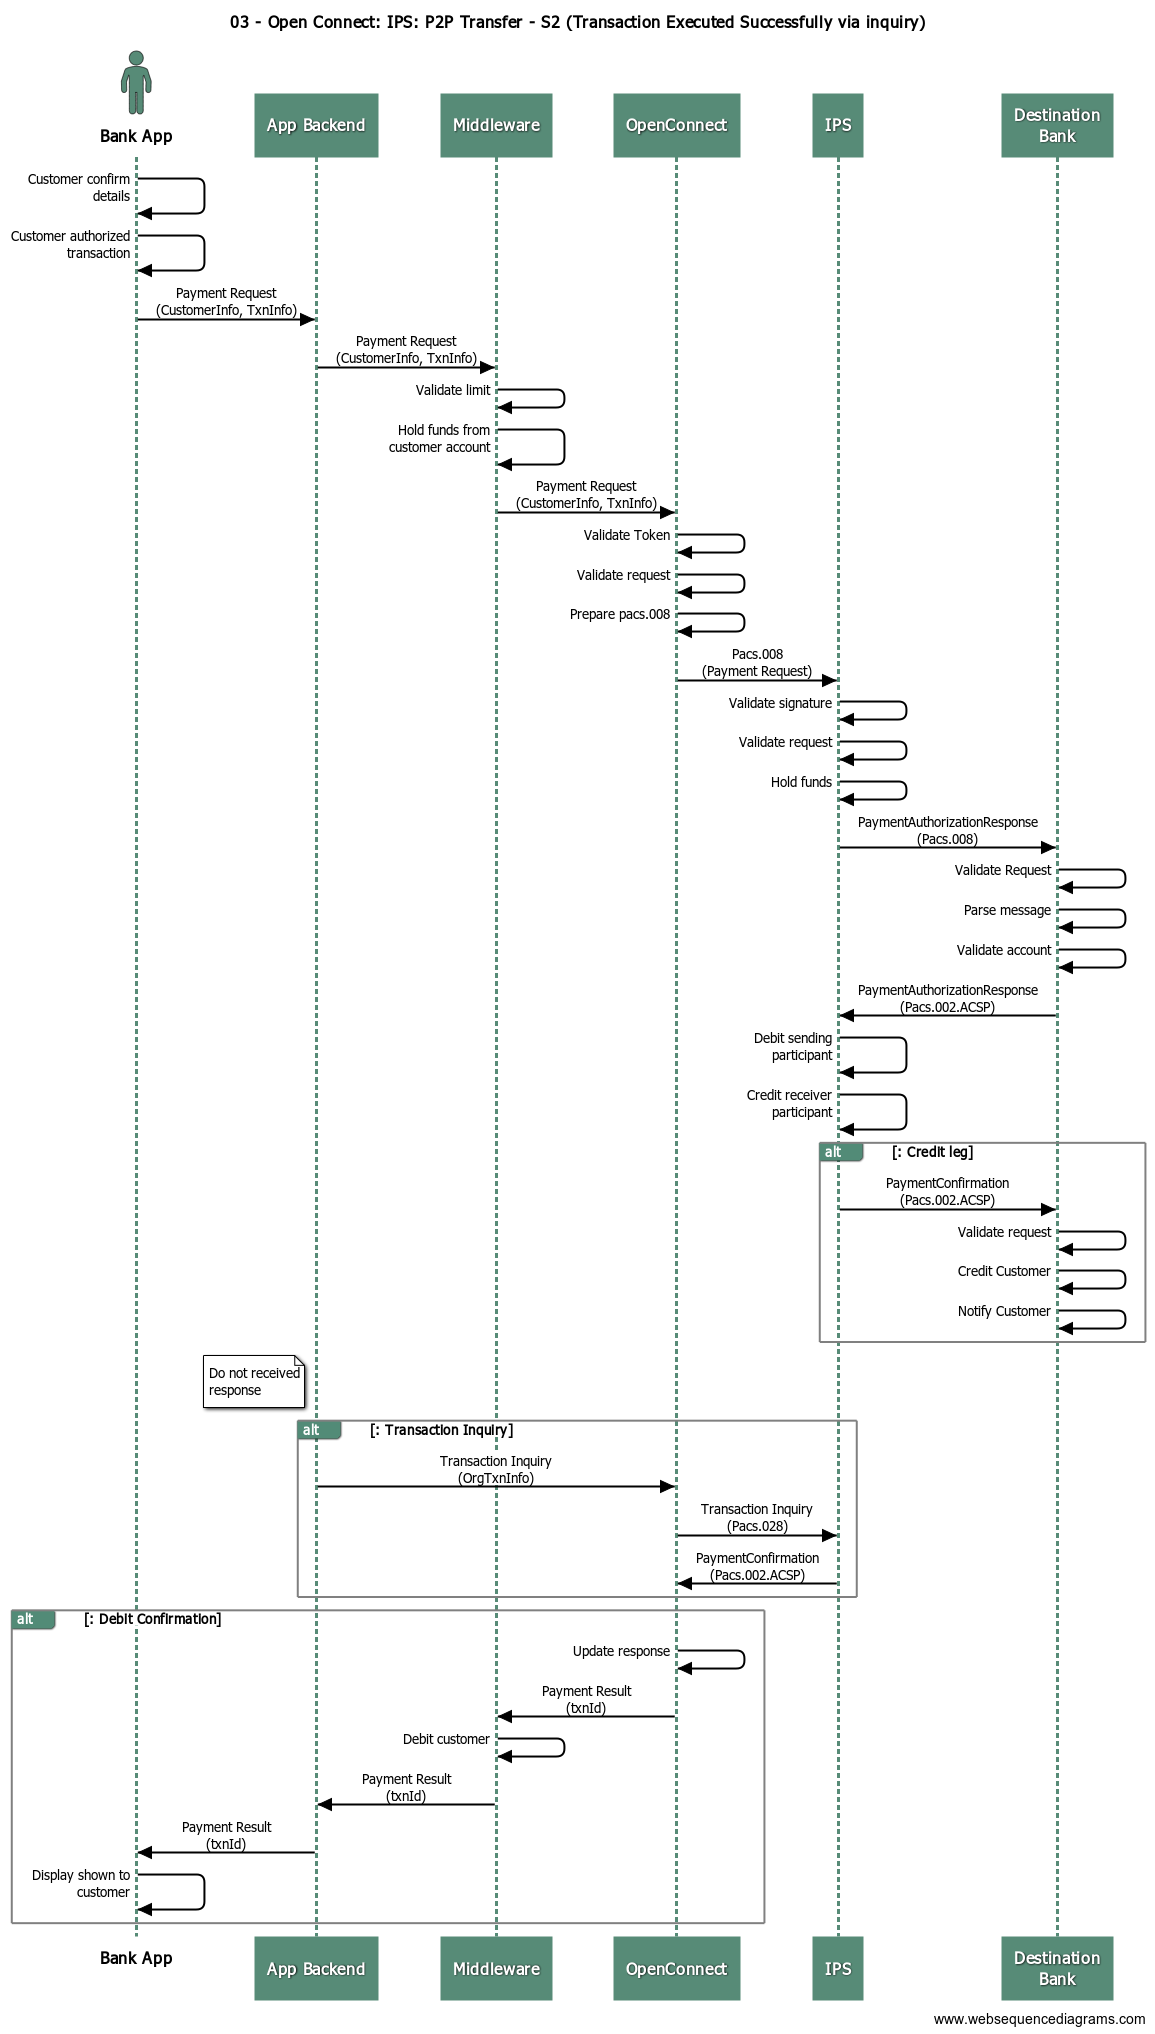 03 - Open Connect: IPS: P2P Transfer - S2 (Transaction Executed Successfully via inquiry)
Bank App
App Backend
Middleware
OpenConnect
IPS
Destination
Bank
Customer confirm
details
Customer authorized
transaction
Payment Request
(CustomerInfo, TxnInfo)
Payment Request
(CustomerInfo, TxnInfo)
Validate limit
Hold funds from
customer account
Payment Request
(CustomerInfo, TxnInfo)
Validate Token
Validate request
Prepare pacs.008
Pacs.008
(Payment Request)
Validate signature
Validate request
Hold funds
PaymentAuthorizationResponse
(Pacs.008)
Validate Request
Parse message
Validate account
PaymentAuthorizationResponse
(Pacs.002.ACSP)
Debit sending
participant
Credit receiver
participant
alt [: Credit leg]
PaymentConfirmation
(Pacs.002.ACSP)
Validate request
Credit Customer
Notify Customer
Do not received
response
alt [: Transaction Inquiry]
Transaction Inquiry
(OrgTxnInfo)
Transaction Inquiry
(Pacs.028)
PaymentConfirmation
(Pacs.002.ACSP)
alt [: Debit Confirmation]
Update response
Payment Result
(txnId)
Debit customer
Payment Result
(txnId)
Payment Result
(txnId)
Display shown to
customer
Bank App
App Backend
Middleware
OpenConnect
IPS
Destination
Bank
www.websequencediagrams.com